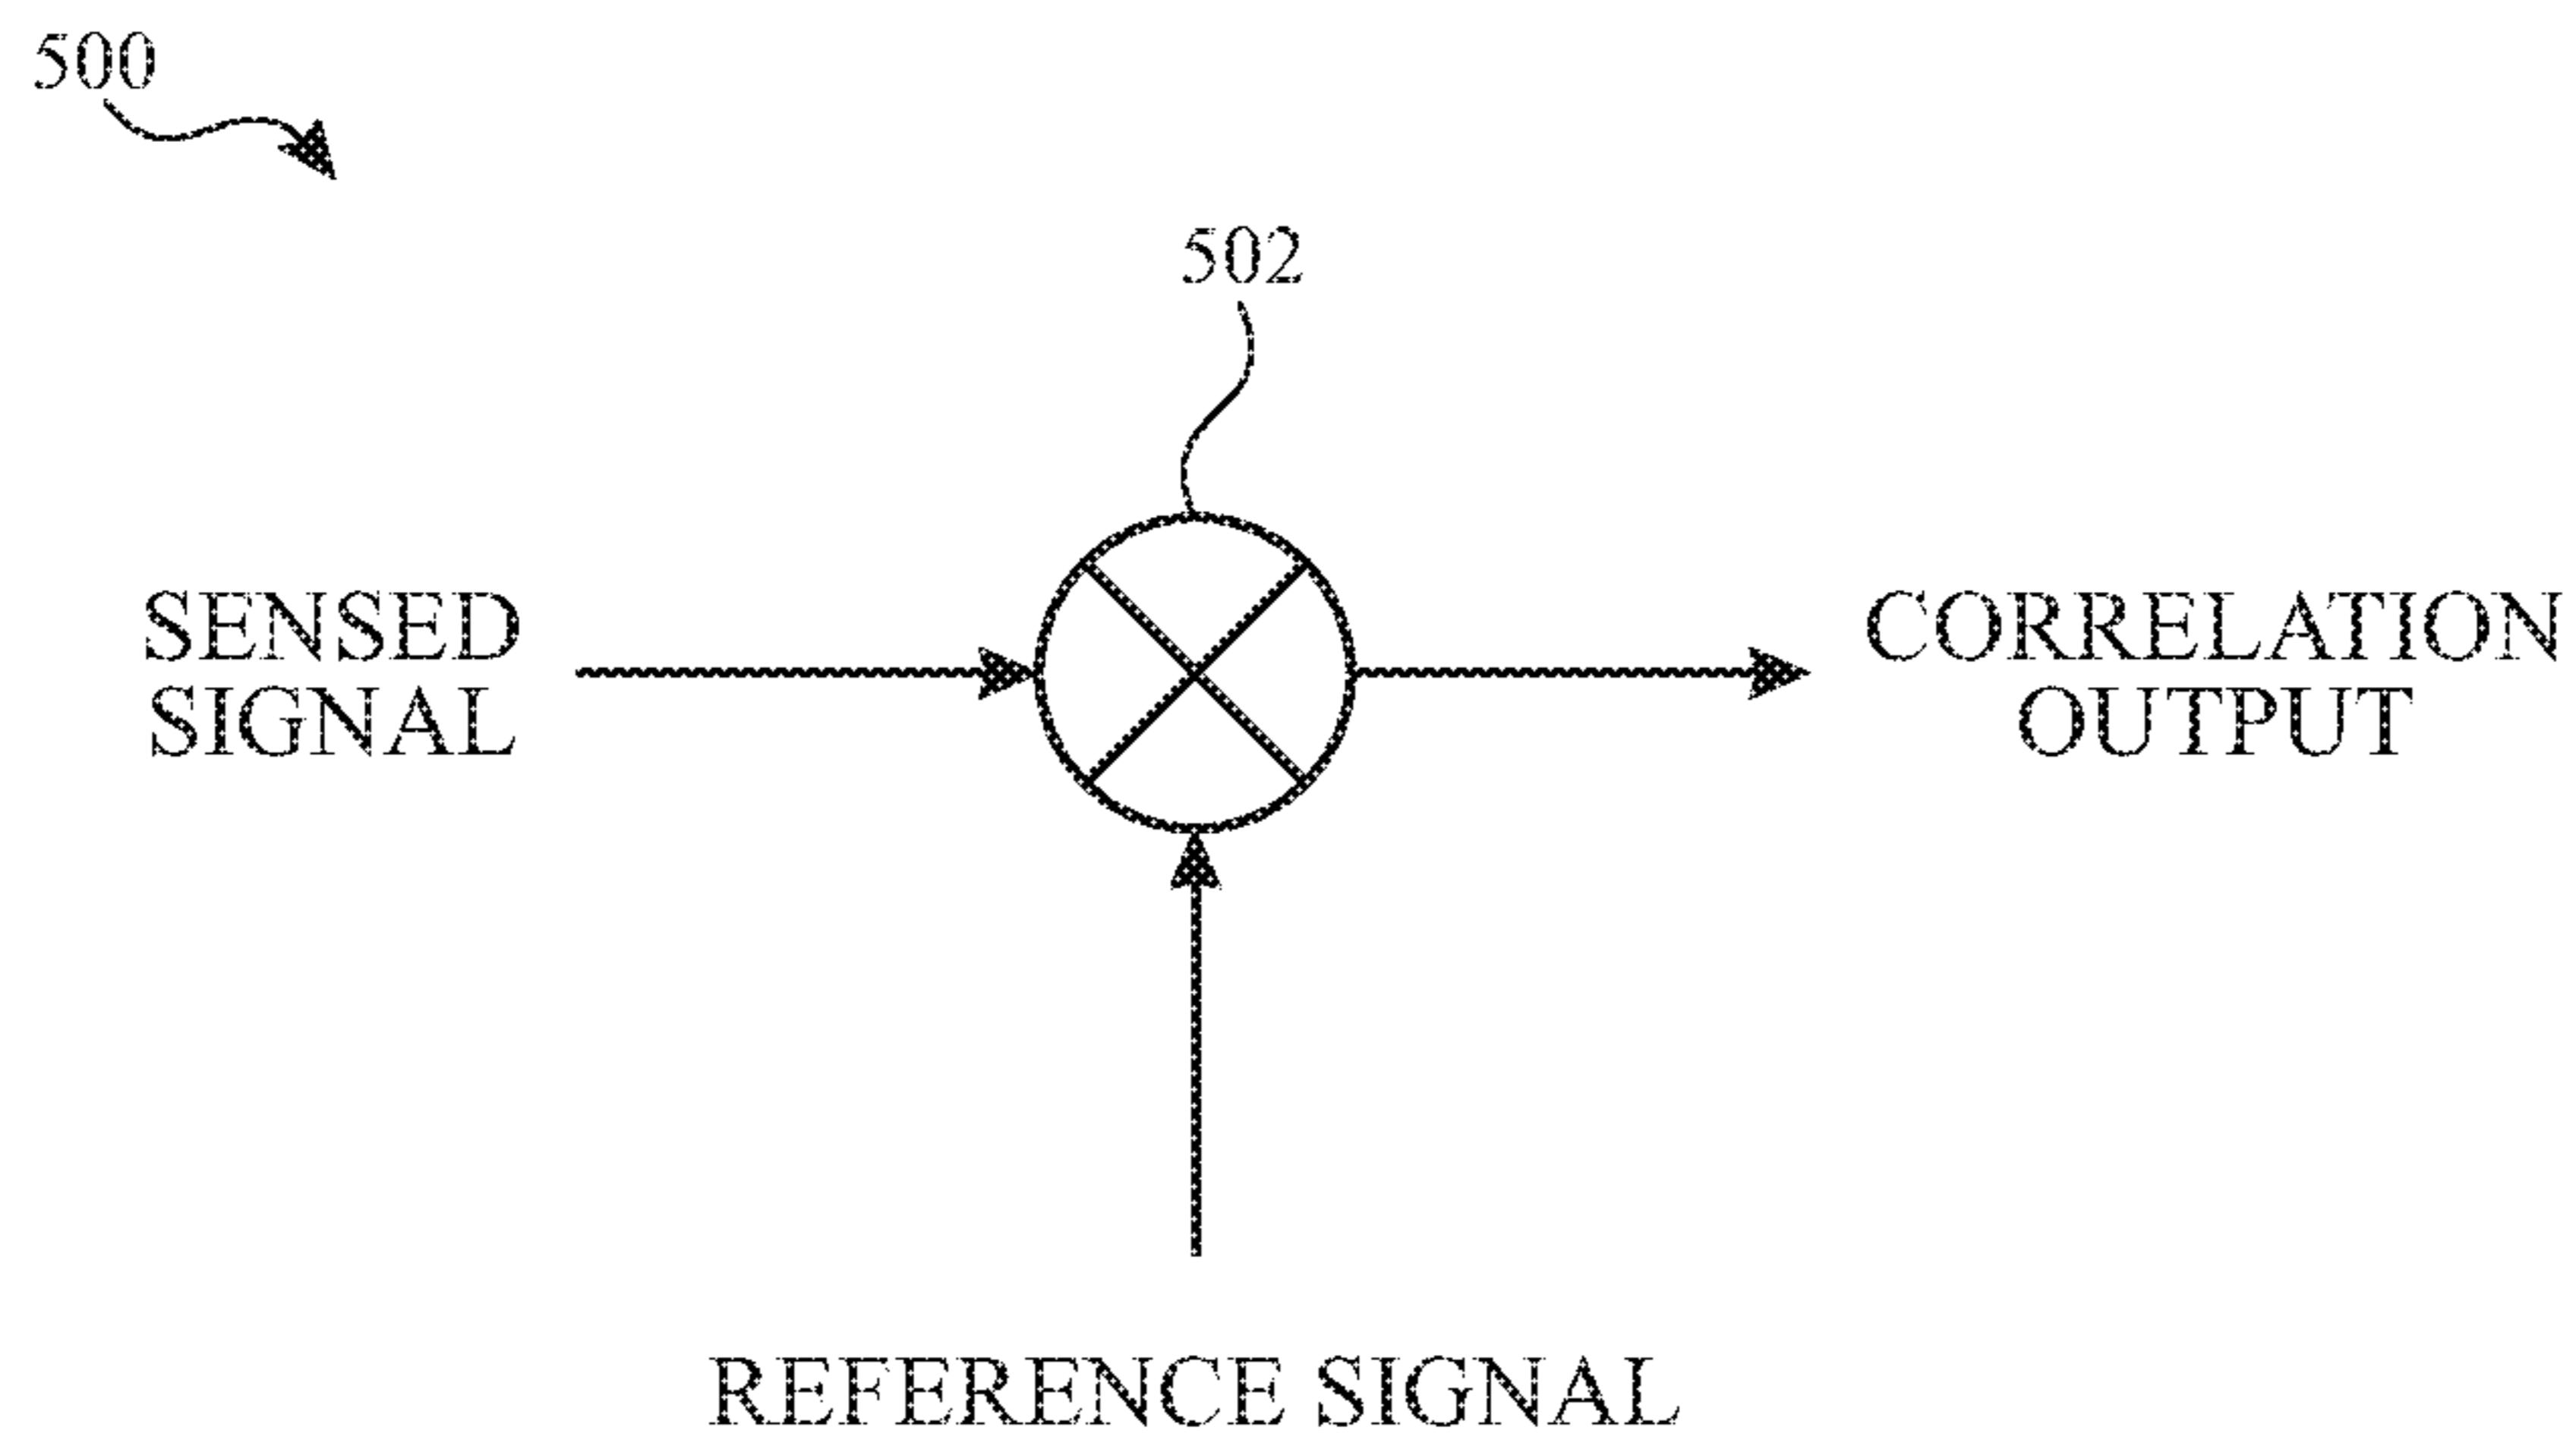 500
502
SENSED
SIGNAL
CORRELATION
OUTPUT
REFERENCE SIGNAL